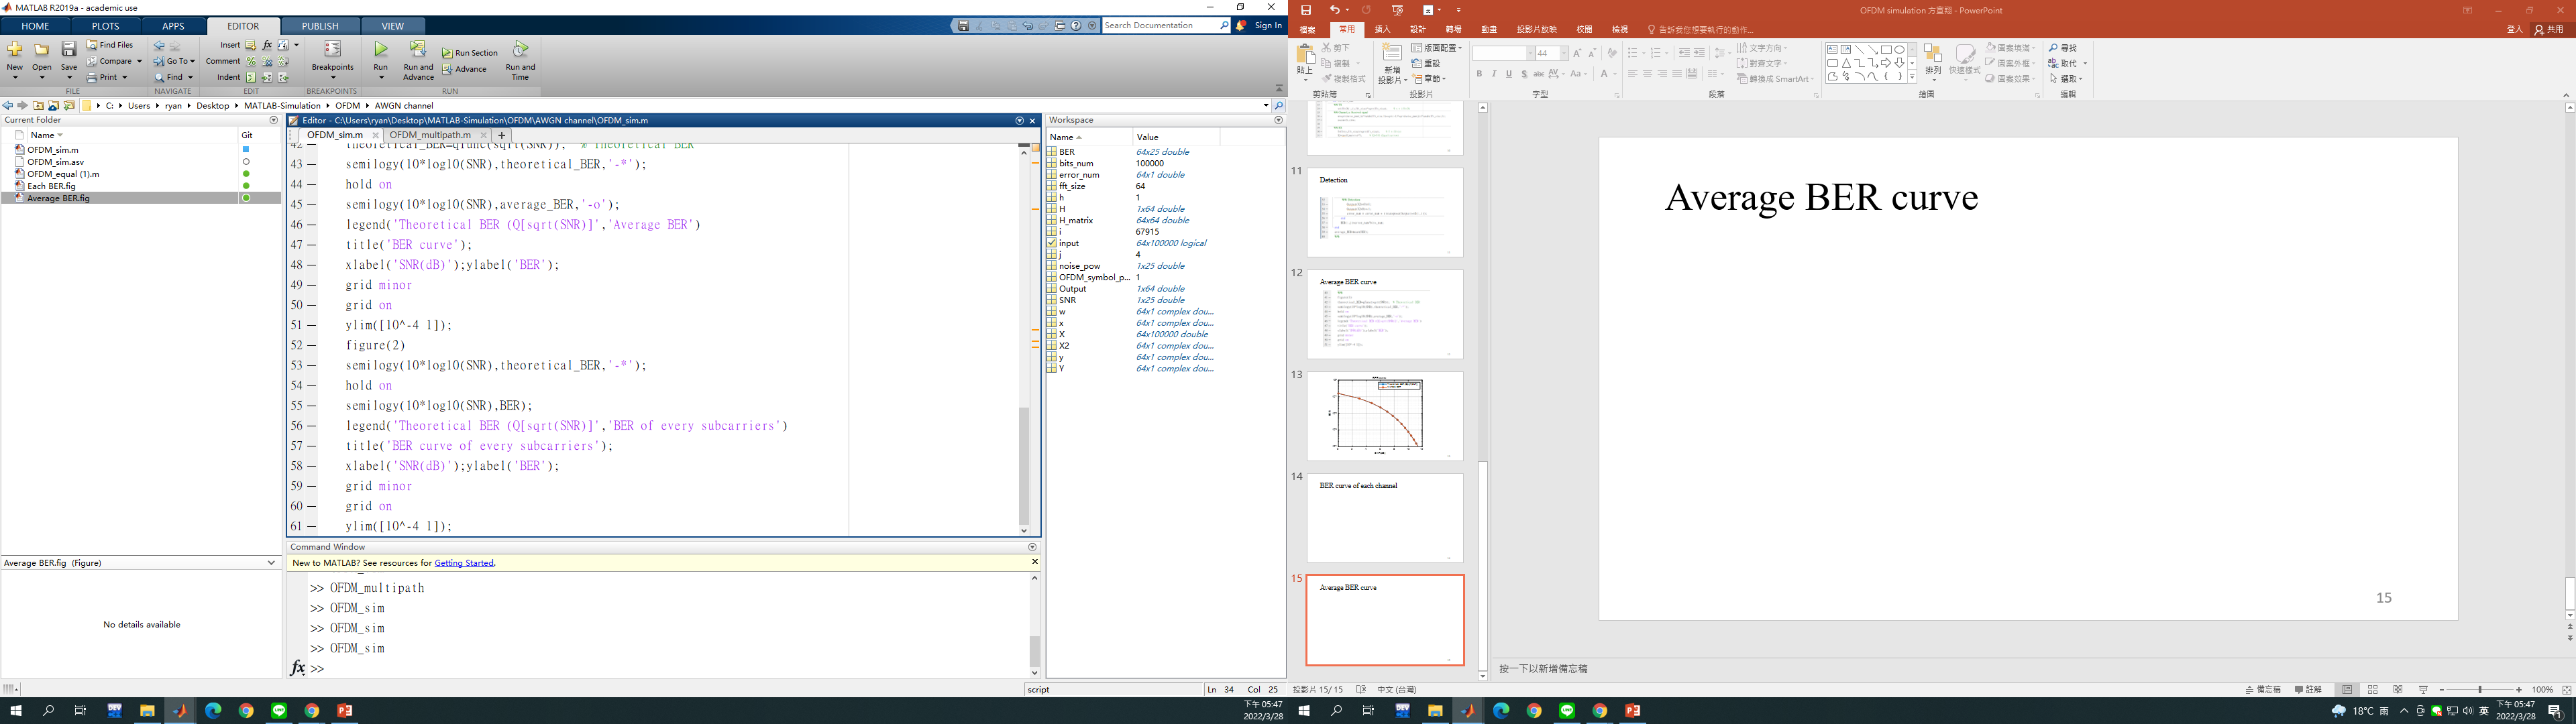 MATLAB R2019a - academic use
HOME PLOTS APPS EDITOR PUBLISH VIEW
Search Documentation Sign In
New Open Save Find Files Compare Print
Go To Find
Insert Comment Indent
Breakpoints
Run Run and Advance Run Section Advance Run and Time
FILE NAVIGATE EDIT BREAKPOINTS RUN
C: Users ryan Desktop MATLAB-Simulation OFDM AWGN channel
Current Folder
Name Git
OFDM_sim.m
OFDM_sim.asv
OFDM_equal (1).m
Each BER.fig
Average BER.fig
Average BER.fig (Figure)
No details available
Editor - C:\Users\ryan\Desktop\MATLAB-Simulation\OFDM\AWGN channel\OFDM_sim.m
OFDM_sim.m OFDM_multipath.m
42 — theoretical_BER=qfunc(sqrt(SNR)); % Theoretical BER
43 — semilogy(10*log10(SNR),theoretical_BER,'-*');
44 — hold on
45 — semilogy(10*log10(SNR),average_BER,'-o');
46 — legend('Theoretical BER (Q[sqrt(SNR)]','Average BER')
47 — title('BER curve');
48 — xlabel('SNR(dB)');ylabel('BER');
49 — grid minor
50 — grid on
51 — ylim([10^-4 1]);
52 — figure(2)
53 — semilogy(10*log10(SNR),theoretical_BER,'-*');
54 — hold on
55 — semilogy(10*log10(SNR),BER);
56 — legend('Theoretical BER (Q[sqrt(SNR)]','BER of every subcarriers')
57 — title('BER curve of every subcarriers');
58 — xlabel('SNR(dB)');ylabel('BER');
59 — grid minor
60 — grid on
61 — ylim([10^-4 1]);
Command Window
New to MATLAB? See resources for Getting Started.
>> OFDM_multipath
>> OFDM_sim
>> OFDM_sim
>> OFDM_sim
fx >>
Workspace
Name Value
BER 64x25 double
bits_num 100000
error_num 64x1 double
fft_size 64
h 1
H 1x64 double
H_matrix 64x64 double
i 67915
input 64x100000 logical
j 4
noise_pow 1x25 double
OFDM_symbol_p... 1
Output 1x64 double
SNR 1x25 double
w 64x1 complex dou...
x 64x1 complex dou...
X 64x100000 double
X2 64x1 complex dou...
y 64x1 complex dou...
Y 64x1 complex dou...
script Ln 34 Col 25
下午 05:47
2022/3/28
OFDM simulation 方宣翔 - PowerPoint
檔案 常用 插入 設計 轉場 動畫 投影片放映 校閱 檢視 告訴我您想要執行的動作... 登入 共用
貼上 剪下 複製 複製格式
新增投影片 版面配置 重設 章節
44
文字方向 對齊文字 轉換成 SmartArt
排列 快速樣式 圖案填滿 圖案外框 圖案效果
尋找 取代 選取
剪貼簿 投影片 字型 段落 繪圖 編輯
11
Detection
12
Average BER curve
13
14
BER curve of each channel
15
Average BER curve
Average BER curve
15
按一下以新增備忘稿
投影片 15/ 15 中文 (台灣) 備忘稿 註解 100%
18°C 雨 英 下午 05:47
2022/3/28